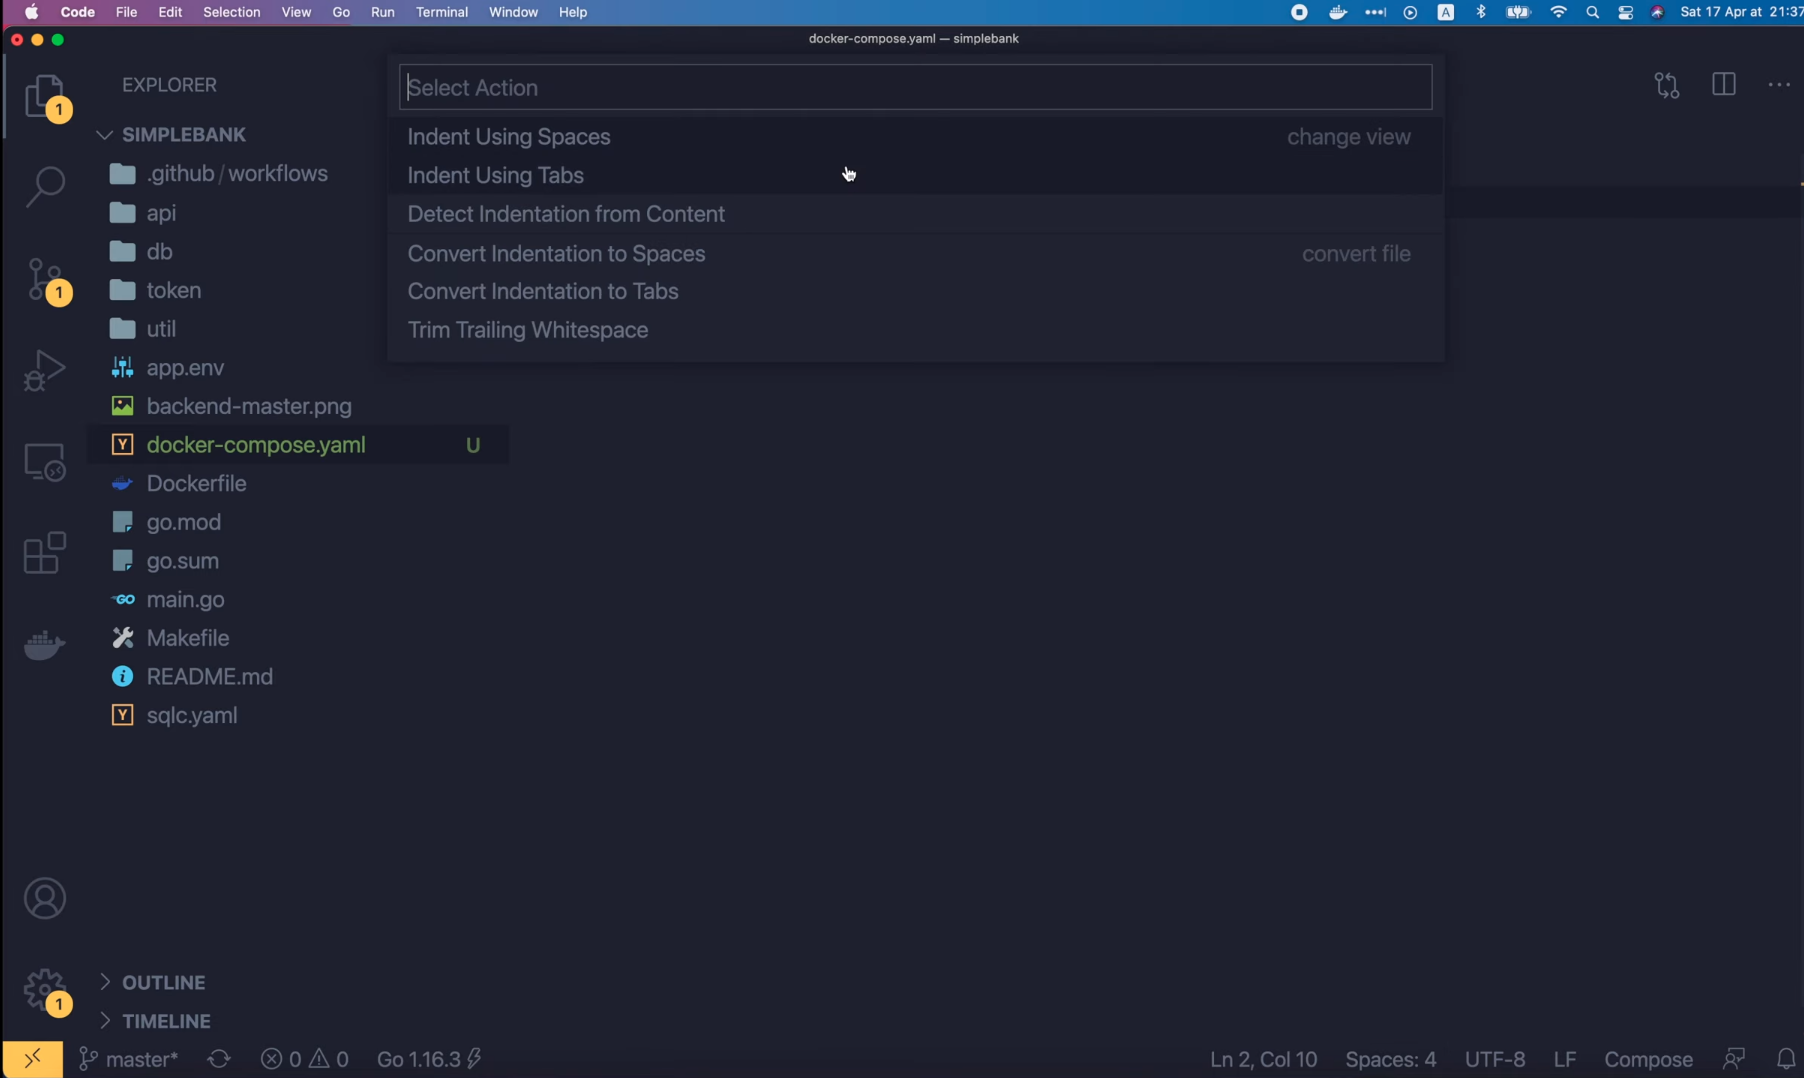 Code File Edit Selection View Go Run Terminal Window Help A Sat 17 Apr at 21:37
docker-compose.yaml — simplebank
EXPLORER
Select Action
1
SIMPLEBANK
Indent Using Spaces change view
.github / workflows
Indent Using Tabs
api
Detect Indentation from Content
db
Convert Indentation to Spaces convert file
token
1
Convert Indentation to Tabs
util
Trim Trailing Whitespace
app.env
backend-master.png
Y docker-compose.yaml U
Dockerfile
go.mod
go.sum
GO main.go
Makefile
README.md
Y sqlc.yaml
OUTLINE
1
TIMELINE
master* 0 0 Go 1.16.3 Ln 2, Col 10 Spaces: 4 UTF-8 LF Compose